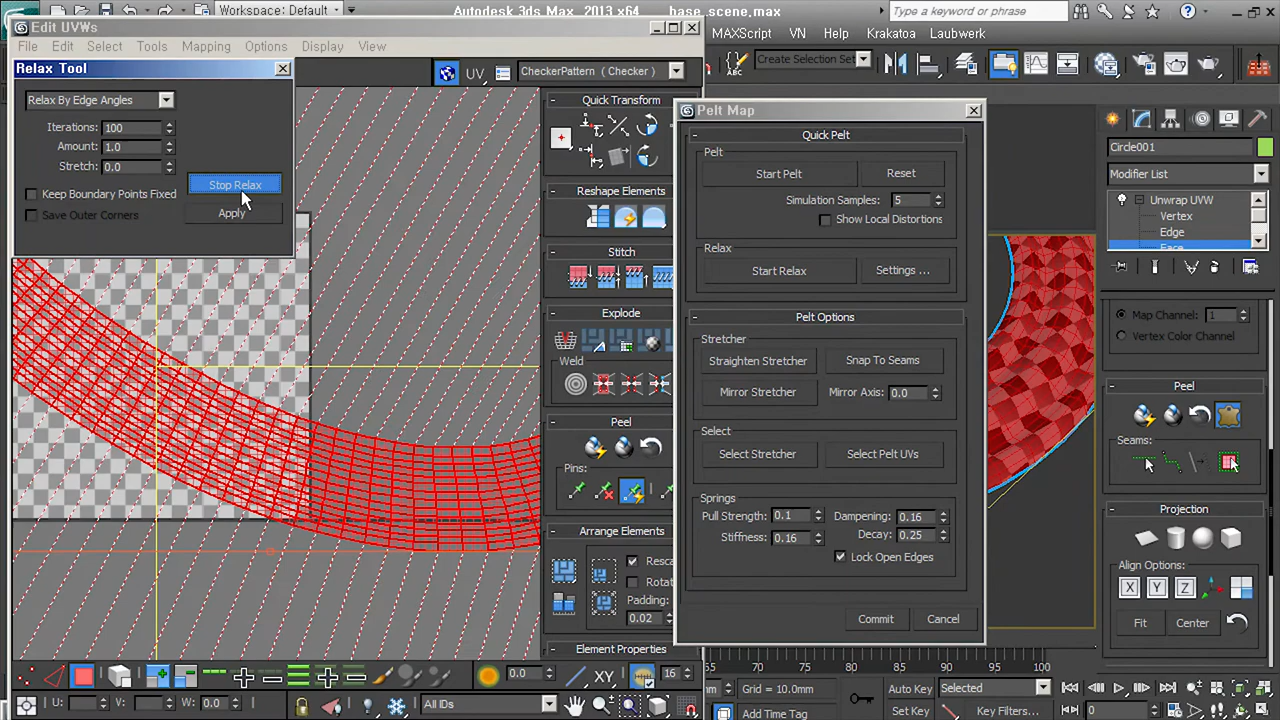 Workspace: Default
Autodesk 3ds Max 2013 x64
base_scene.max
Type a keyword or phrase
Edit UVWs
MAXScript VN Help Krakatoa Laubwerk
File Edit Select Tools Mapping Options Display View
Create Selection Set
Relax Tool
UV CheckerPattern ( Checker )
Relax By Edge Angles
Iterations: 100
Amount: 1.0
Stretch: 0.0
Stop Relax
Keep Boundary Points Fixed
Save Outer Corners
Apply
Quick Transform
Reshape Elements
Stitch
Explode
Weld
Peel
Pins:
Arrange Elements
Resca
Rotat
Padding:
0.02
Element Properties
Pelt Map
Quick Pelt
Pelt
Start Pelt
Reset
Simulation Samples: 5
Show Local Distortions
Relax
Start Relax
Settings ...
Pelt Options
Stretcher
Straighten Stretcher
Snap To Seams
Mirror Stretcher
Mirror Axis: 0.0
Select
Select Stretcher
Select Pelt UVs
Springs
Pull Strength: 0.1
Dampening: 0.16
Stiffness: 0.16
Decay: 0.25
Lock Open Edges
Commit
Cancel
Circle001
Modifier List
Unwrap UVW
Vertex
Edge
Face
Map Channel: 1
Vertex Color Channel
Peel
Seams:
Projection
Align Options:
X Y Z
Fit
Center
0.0
XY
16
U:
V:
W: 0.0
All IDs
65 70 75 80 85 90 95 100
Grid = 10.0mm
Add Time Tag
Auto Key
Selected
Set Key
Key Filters...
0